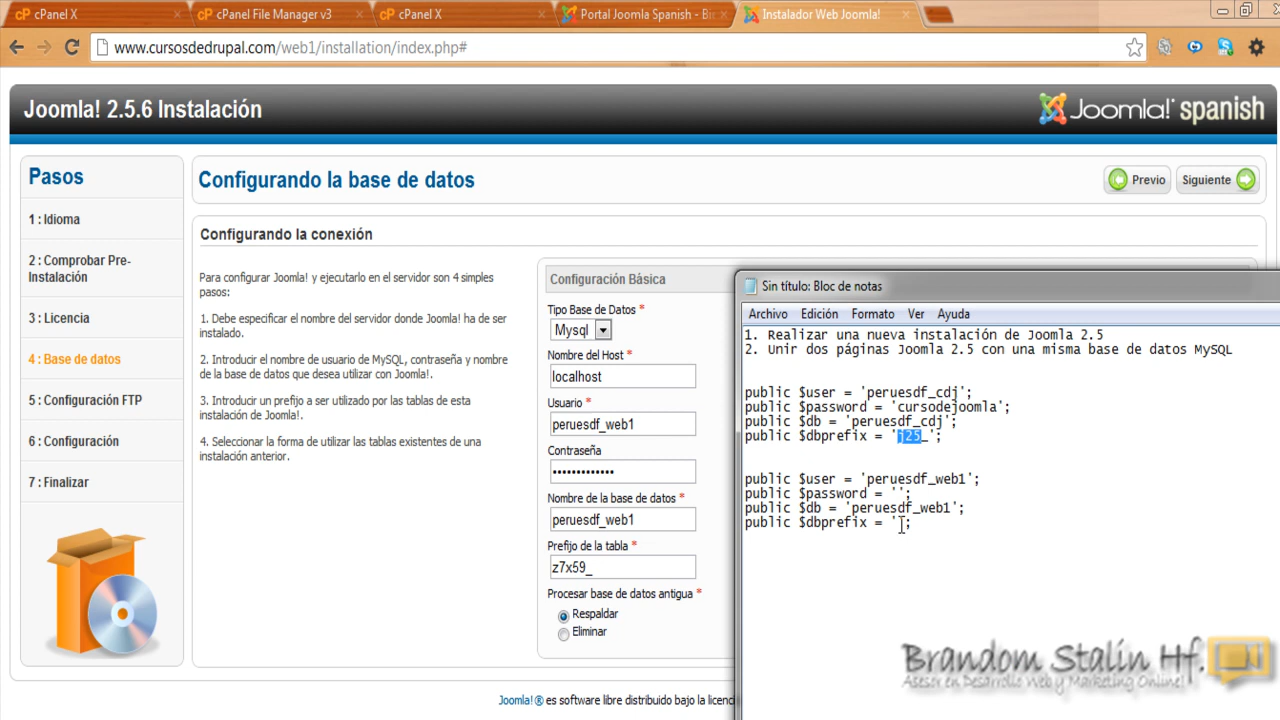 cPanel X
cPanel File Manager v3
cPanel X
Portal Joomla Spanish - Bi
Instalador Web Joomla!
www.cursosdedrupal.com/web1/installation/index.php#
Joomla! 2.5.6 Instalación
Joomla! spanish
Pasos
1 : Idioma
2 : Comprobar Pre-
Instalación
3 : Licencia
4 : Base de datos
5 : Configuración FTP
6 : Configuración
7 : Finalizar
Configurando la base de datos
Previo
Siguiente
Configurando la conexión
Para configurar Joomla! y ejecutarlo en el servidor son 4 simples
pasos:
1. Debe especificar el nombre del servidor donde Joomla! ha de ser
instalado.
2. Introducir el nombre de usuario de MySQL, contraseña y nombre
de la base de datos que desea utilizar con Joomla!.
3. Introducir un prefijo a ser utilizado por las tablas de esta
instalación de Joomla!.
4. Seleccionar la forma de utilizar las tablas existentes de una
instalación anterior.
Configuración Básica
Tipo Base de Datos *
Mysql
Nombre del Host *
localhost
Usuario *
peruesdf_web1
Contraseña
•••••••••••••
Nombre de la base de datos *
peruesdf_web1
Prefijo de la tabla *
z7x59_
Procesar base de datos antigua *
Respaldar
Eliminar
Sin título: Bloc de notas
Archivo Edición Formato Ver Ayuda
1. Realizar una nueva instalación de Joomla 2.5
2. Unir dos páginas Joomla 2.5 con una misma base de datos MySQL
public $user = 'peruesdf_cdj';
public $password = 'cursodejoomla';
public $db = 'peruesdf_cdj';
public $dbprefix = 'j25_';
public $user = 'peruesdf_web1';
public $password = '';
public $db = 'peruesdf_web1';
public $dbprefix = '';
Brandom Stalin Hf.
Asesor en Desarrollo Web y Marketing Online!
Joomla!® es software libre distribuido bajo la licenci